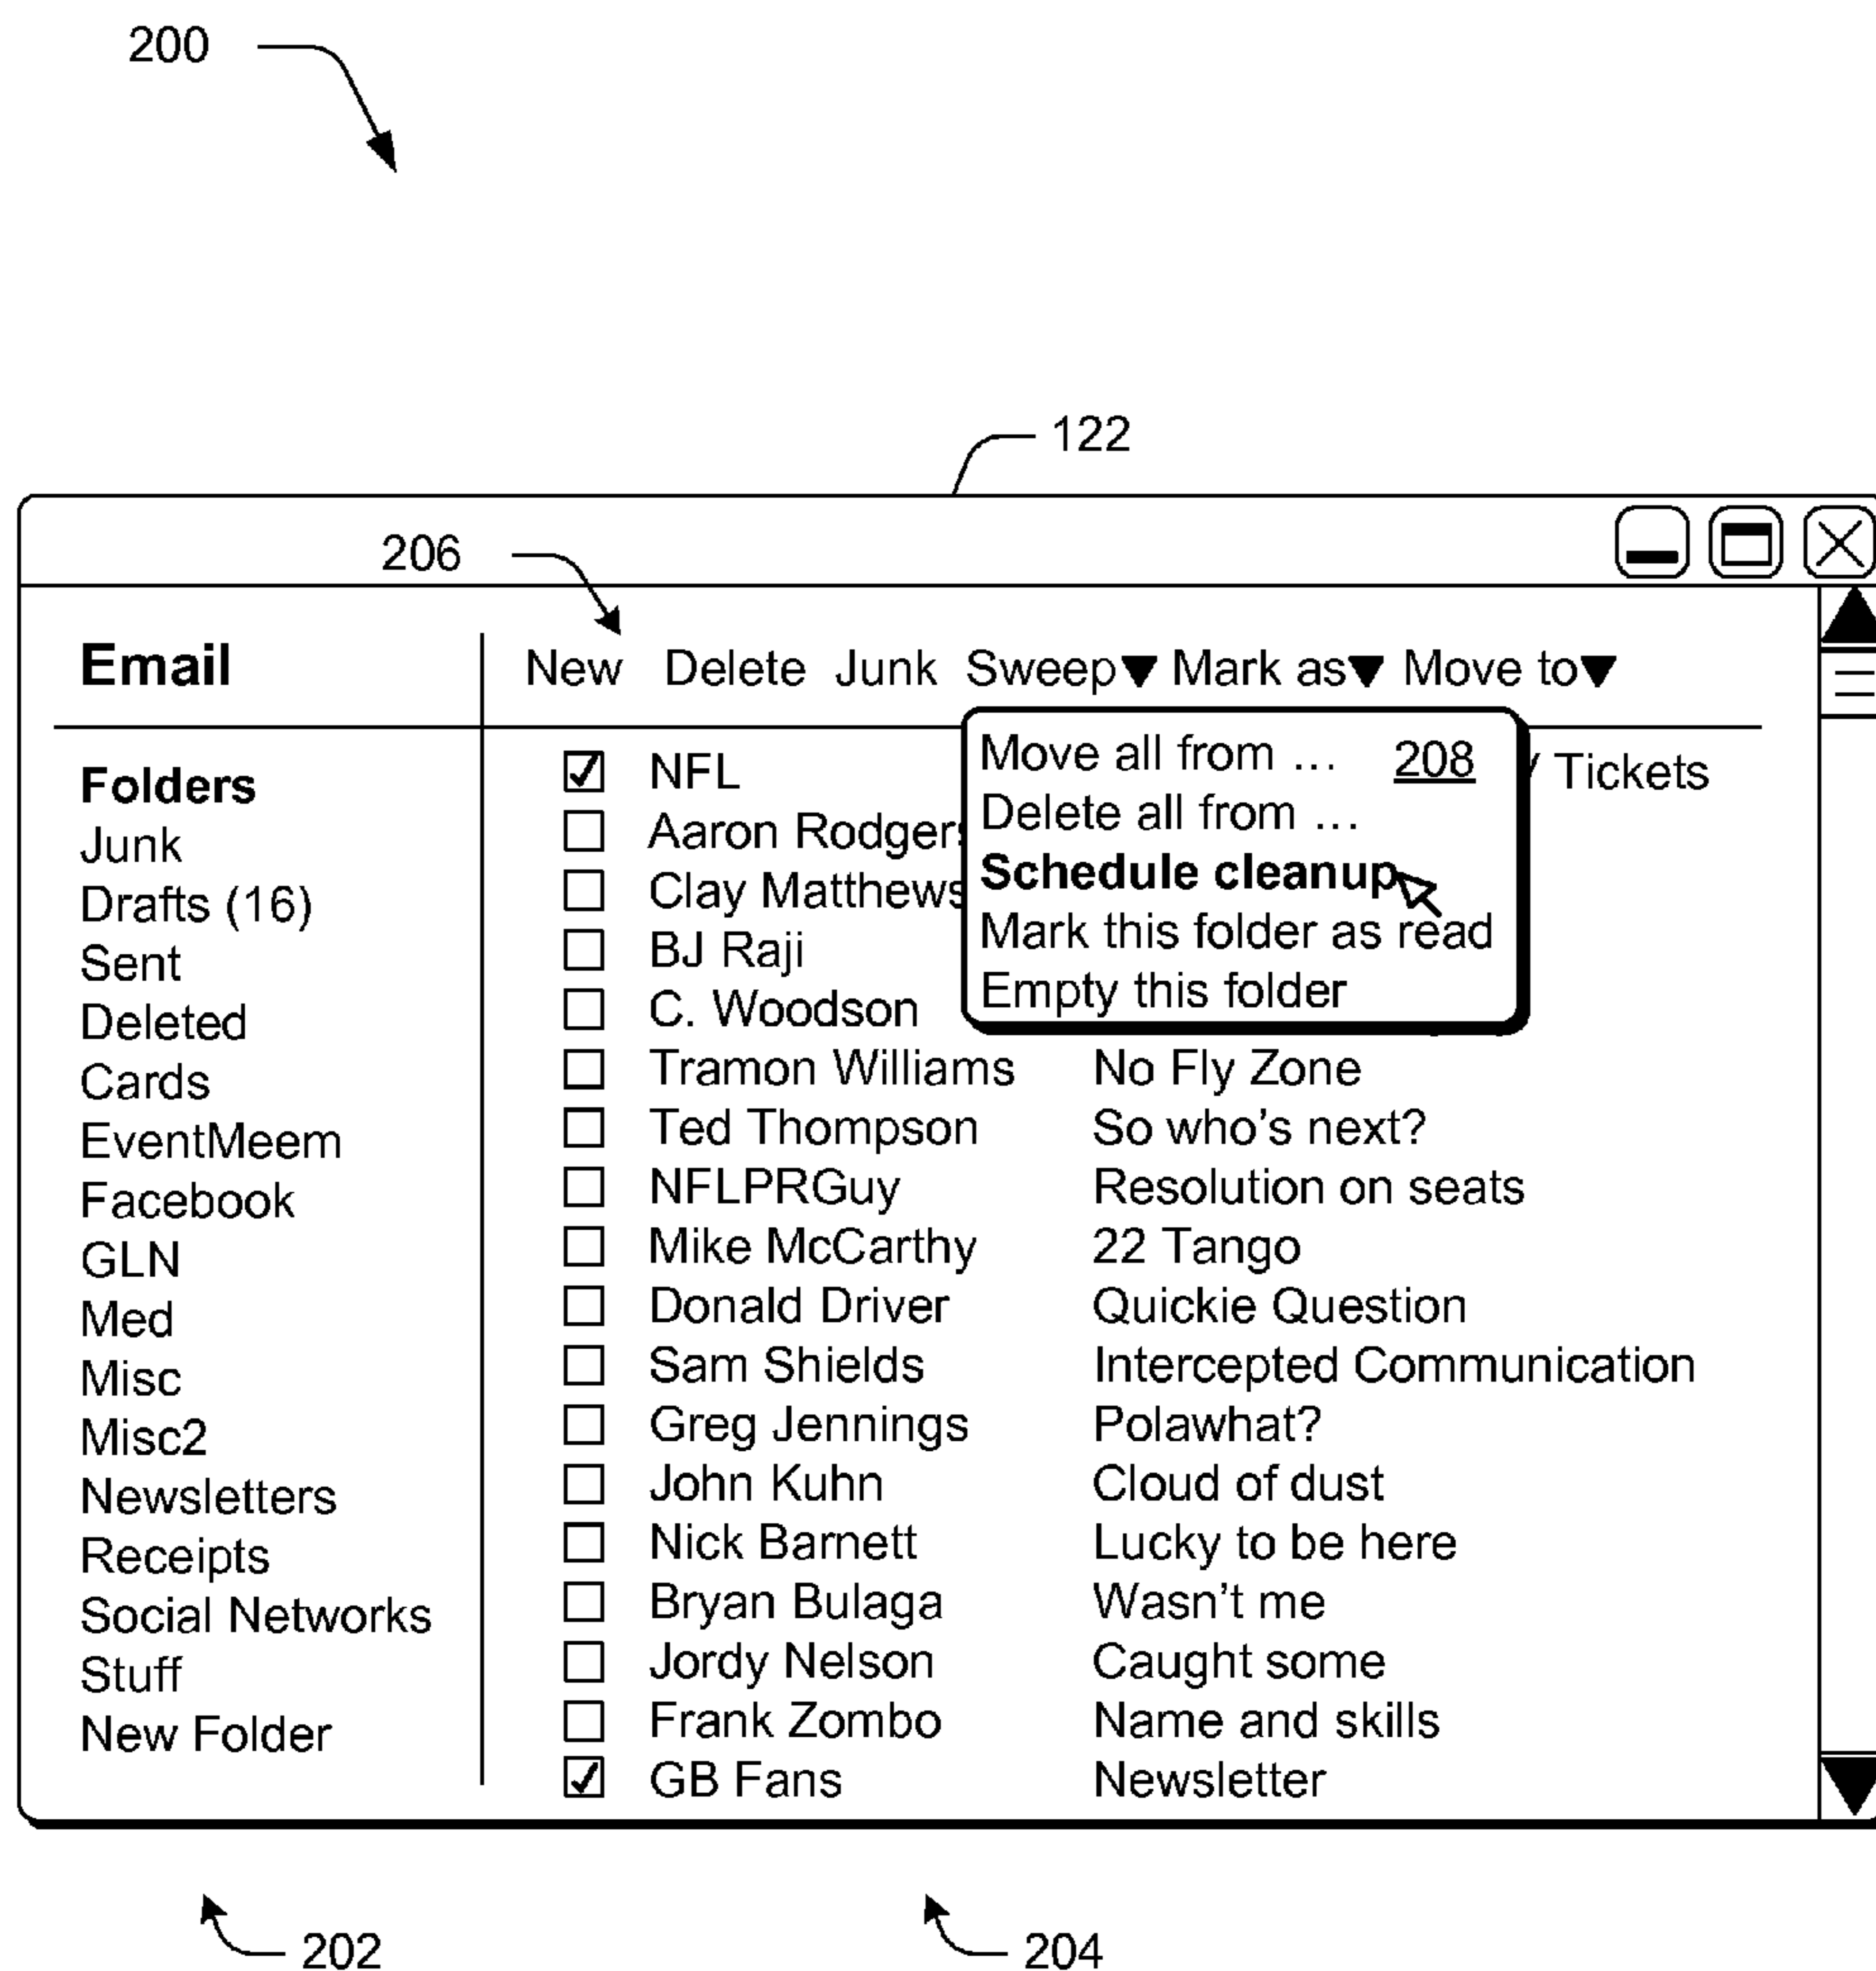 200
122
206
Email
New Delete Junk Sweep Mark as Move to
Folders
Junk
Drafts (16)
Sent
Deleted
Cards
EventMeem
Facebook
GLN
Med
Misc
Misc2
Newsletters
Receipts
Social Networks
Stuff
New Folder
Move all from ... 208
Delete all from ...
Schedule cleanup
Mark this folder as read
Empty this folder
NFL Tickets
Aaron Rodgers
Clay Matthews
BJ Raji
C. Woodson
Tramon Williams No Fly Zone
Ted Thompson So who's next?
NFLPRGuy Resolution on seats
Mike McCarthy 22 Tango
Donald Driver Quickie Question
Sam Shields Intercepted Communication
Greg Jennings Polawhat?
John Kuhn Cloud of dust
Nick Barnett Lucky to be here
Bryan Bulaga Wasn't me
Jordy Nelson Caught some
Frank Zombo Name and skills
GB Fans Newsletter
202 204